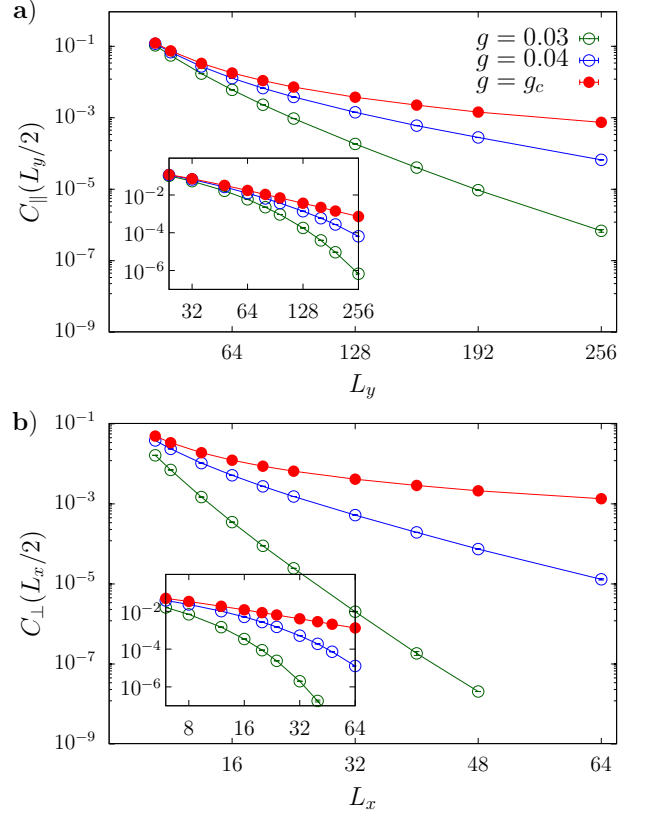 a)
g = 0.03
g = 0.04
g = g_c
C_∥(L_y/2)
10^{-1}
10^{-3}
10^{-5}
10^{-7}
10^{-9}
64 128 192 256
L_y
10^{-2}
10^{-4}
10^{-6}
32 64 128 256
b)
C_⊥(L_x/2)
10^{-1}
10^{-3}
10^{-5}
10^{-7}
10^{-9}
16 32 48 64
L_x
10^{-2}
10^{-4}
10^{-6}
8 16 32 64